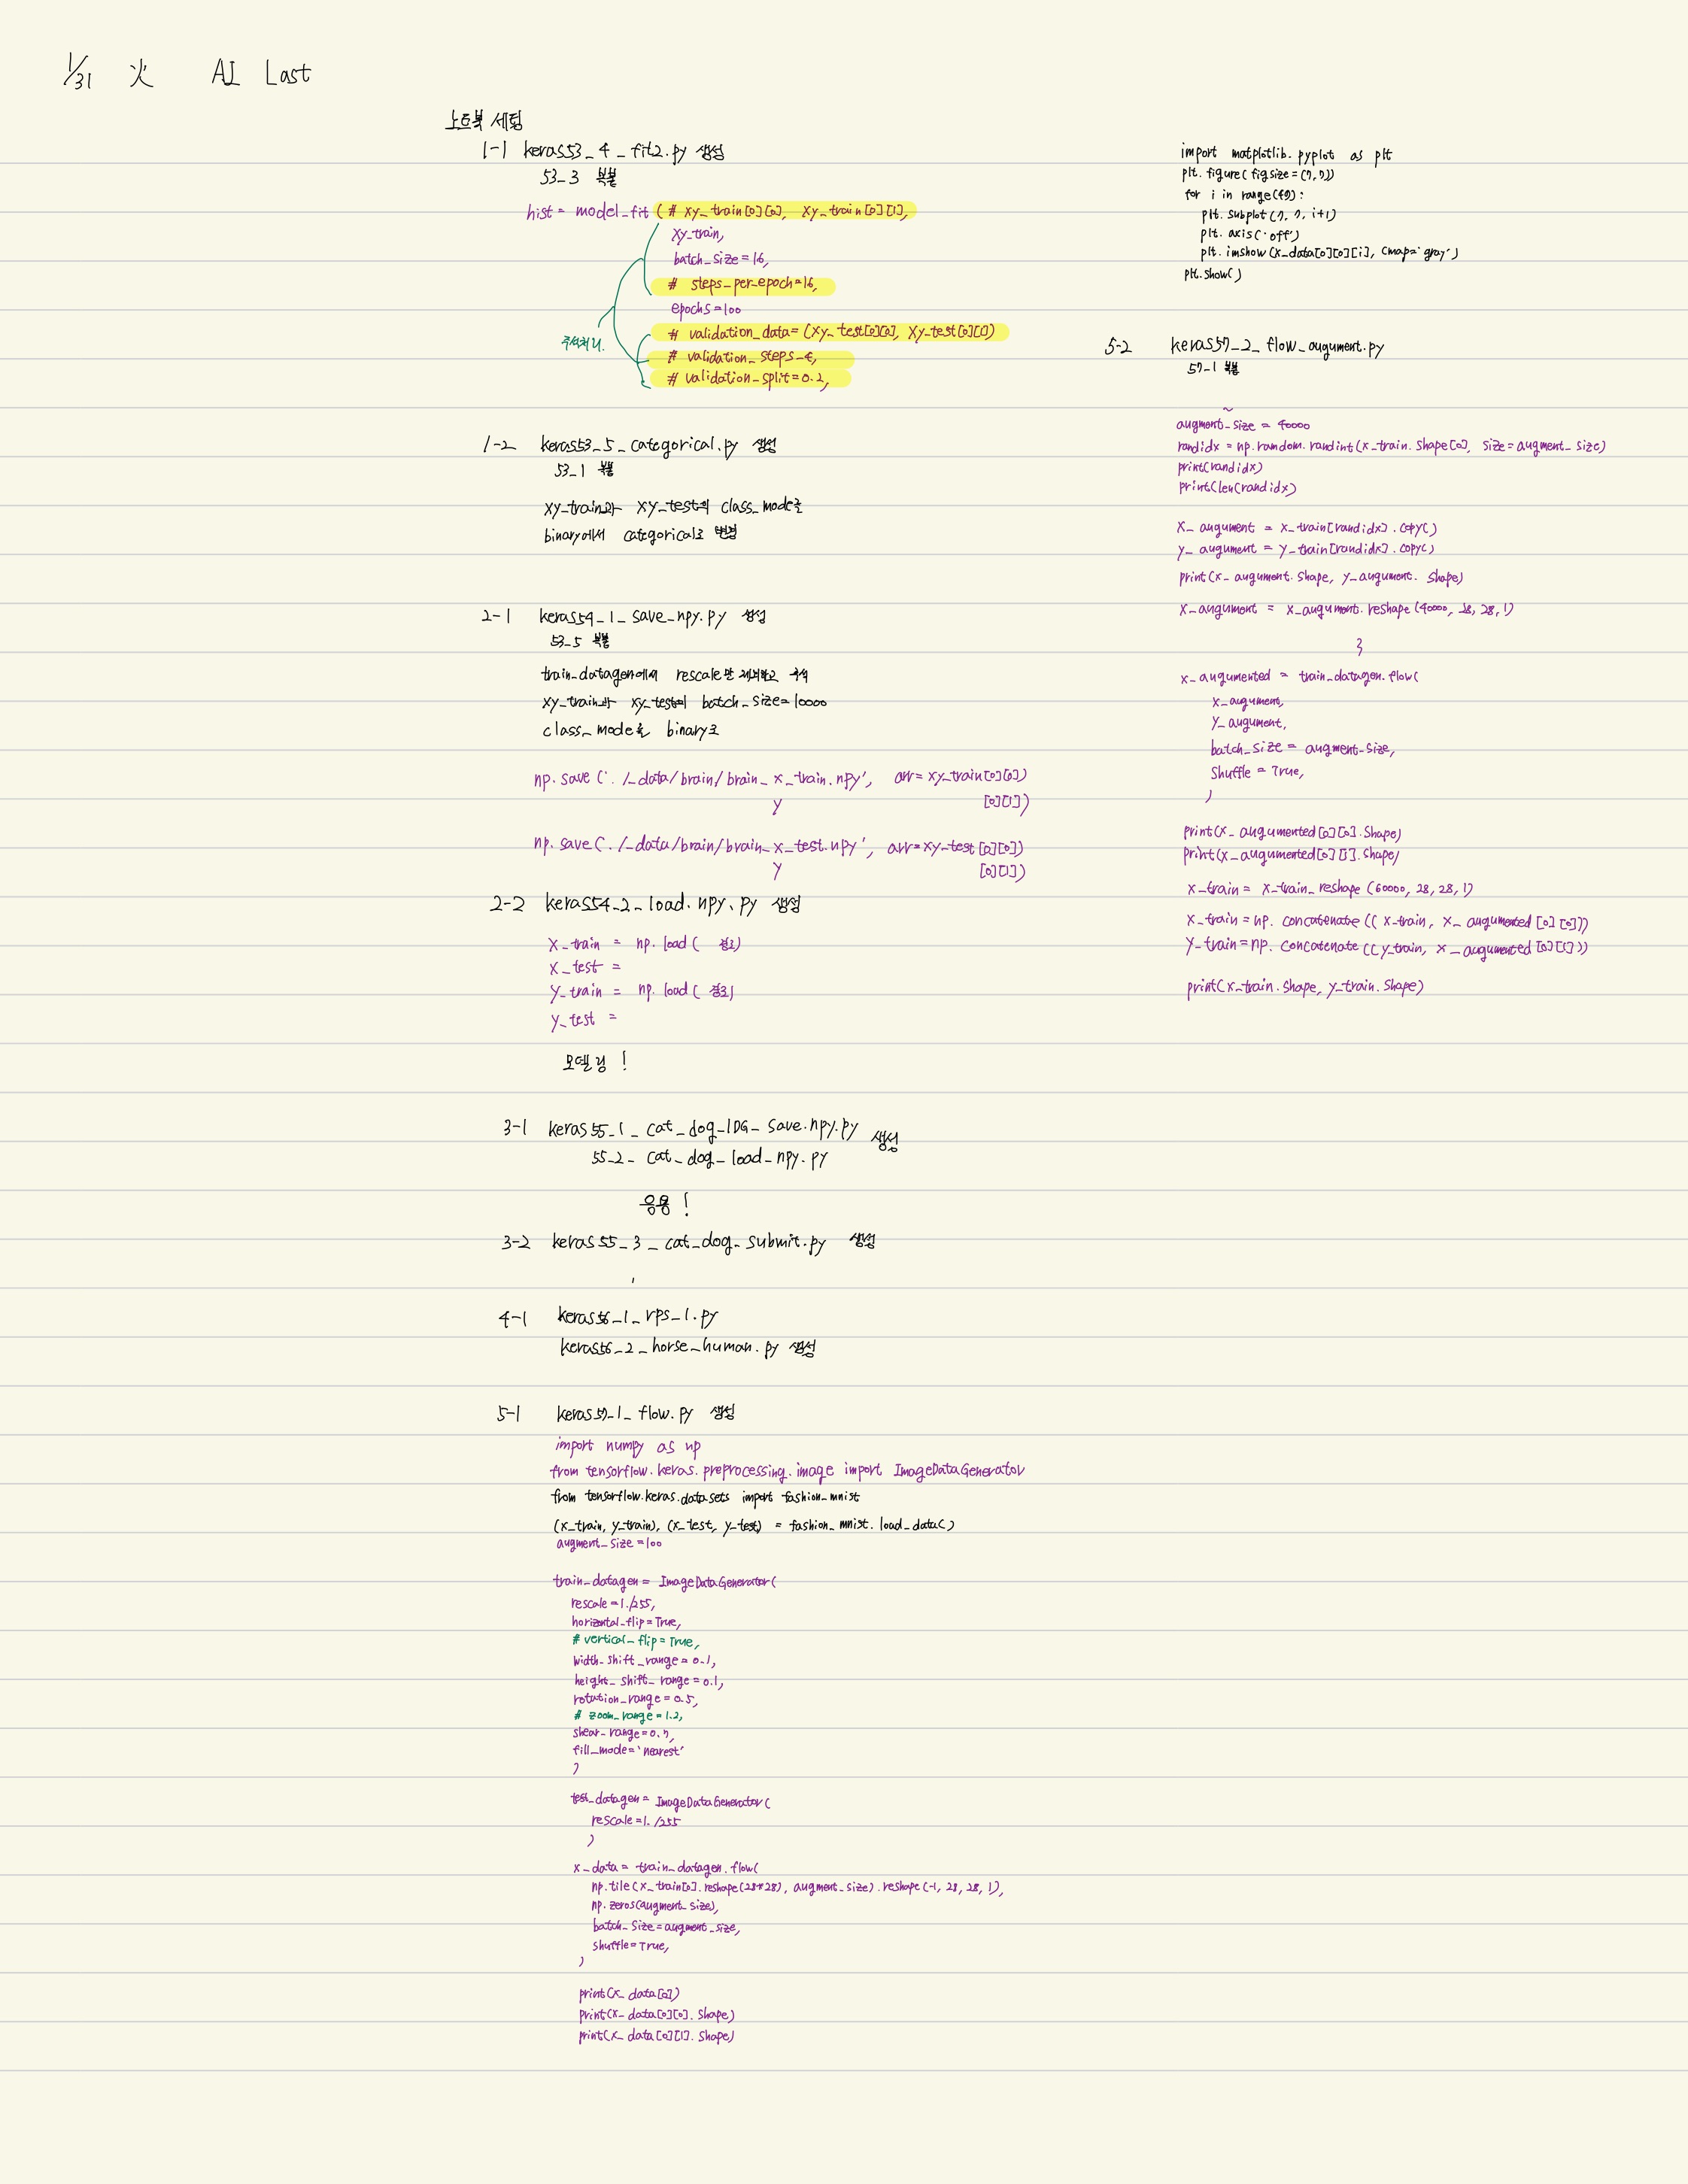 1/31 火 AI Last
노트북 세팅
1-1 keras53_4_fit2.py 생성
53_3 복붙
hist = model_fit ( # xy_train[0][0], xy_train[0][1],
xy_train,
batch_size=16,
# steps_per_epoch=16,
epochs=100
# validation_data= (xy_test[0][0], xy_test[0][1])
주석처리.
# validation_steps=4,
# validation_split=0.2,
1-2 keras53_5_categorical.py 생성
53_1 복붙
xy_train과 xy_test의 class_mode를
binary에서 categorical로 변경
2-1 keras54_1_save_npy.py 생성
53_5 복붙
train_datagen에서 rescale만 제외하고 주석
xy_train과 xy_test의 batch_size=10000
class_mode를 binary로
np.save ('./_data/brain/brain_x_train.npy', arr=xy_train[0][0])
y [0][1])
np.save ('./_data/brain/brain_x_test.npy', arr=xy_test[0][0])
y [0][1])
2-2 keras54_2_load.npy.py 생성
x_train = np.load( 경로)
x_test =
y_train = np.load( 경로)
y_test =
모델링 !
3-1 keras55_1_cat_dog_IDG_save.npy.py 생성
55_2_cat_dog_load_npy.py
응용 !
3-2 keras55_3_cat_dog_submit.py 생성
4-1 keras56_1_rps_1.py
keras56_2_horse_human.py 생성
5-1 keras57_1_flow.py 생성
import numpy as np
from tensorflow.keras.preprocessing.image import ImageDataGenerator
from tensorflow.keras.datasets import fashion_mnist
(x_train, y_train), (x_test, y_test) = fashion_mnist.load_data()
augment_size=100
train_datagen= ImageDataGenerator(
rescale=1./255,
horizontal_flip=True,
# vertical_flip=True,
width_shift_range=0.1,
height_shift_range=0.1,
rotation_range=0.5,
# zoom_range=1.2,
shear_range=0.7,
fill_mode='nearest'
)
test_datagen= ImageDataGenerator(
rescale=1./255
)
x_data= train_datagen.flow(
np.tile(x_train[0].reshape(28*28), augment_size).reshape(-1, 28, 28, 1),
np.zeros(augment_size),
batch_size=augment_size,
shuffle=True,
)
print(x_data[0])
print(x_data[0][0].shape)
print(x_data[0][1].shape)
import matplotlib.pyplot as plt
plt.figure(figsize=(7,7))
for i in range(49):
plt.subplot(7, 7, i+1)
plt.axis('off')
plt.imshow(x_data[0][0][i], cmap='gray')
plt.show()
5-2 keras57_2_flow_augument.py
57-1 복붙
~
augment_size = 40000
randidx = np.random.randint(x_train.shape[0], size=augment_size)
print(randidx)
print(len(randidx)
x_augument = x_train[randidx].copy()
y_augument = y_train[randidx].copy()
print(x_augument.shape, y_augument.shape)
x_augument = x_augument.reshape(40000, 28, 28, 1)
x_augumented = train_datagen.flow(
x_augument,
y_augument,
batch_size= augment_size,
shuffle = True,
)
print(x_augumented[0][0].shape)
print(x_augumented[0][1].shape)
x_train= x_train_reshape(60000, 28, 28, 1)
x_train=np.concatenate((x_train, x_augumented[0][0]))
y_train=np.concatenate((y_train, x_augumented[0][1]))
print(x_train.shape, y_train.shape)